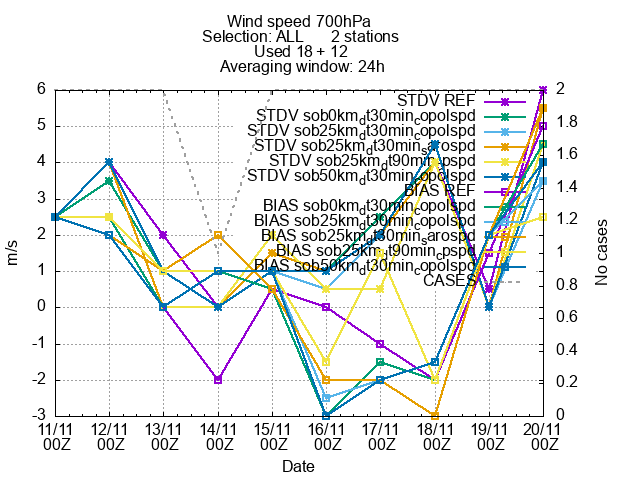 Wind speed 700hPa
Selection: ALL 2 stations
Used 18 + 12
Averaging window: 24h
STDV REF
STDV sob0km_dt30min_copolspd
STDV sob25km_dt30min_copolspd
STDV sob25km_dt30min_sarospd
STDV sob25km_dt90min_cpspd
STDV sob50km_dt30min_copolspd
BIAS REF
BIAS sob0km_dt30min_copolspd
BIAS sob25km_dt30min_copolspd
BIAS sob25km_dt30min_sarospd
BIAS sob25km_dt90min_cpspd
BIAS sob50km_dt30min_copolspd
CASES
6
5
4
3
2
1
0
-1
-2
-3
m/s
2
1.8
1.6
1.4
1.2
1
0.8
0.6
0.4
0.2
0
No cases
11/11 12/11 13/11 14/11 15/11 16/11 17/11 18/11 19/11 20/11
00Z 00Z 00Z 00Z 00Z 00Z 00Z 00Z 00Z 00Z
Date